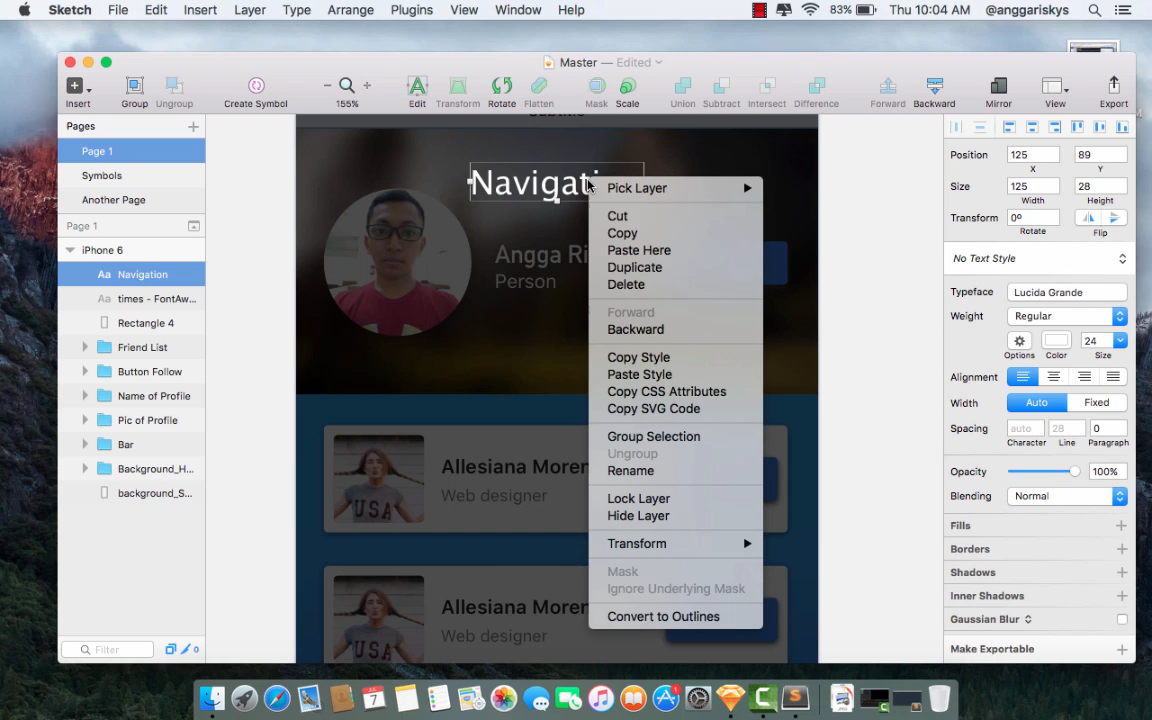 Sketch File Edit Insert Layer Type Arrange Plugins View Window Help 83% Thu 10:04 AM @anggariskys
Master — Edited
Insert Group Ungroup Create Symbol 155% Edit Transform Rotate Flatten Mask Scale Union Subtract Intersect Difference Forward Backward Mirror View Export
Pages
Page 1
Symbols
Another Page
Page 1
iPhone 6
Aa Navigation
Aa times - FontAw...
Rectangle 4
Friend List
Button Follow
Name of Profile
Pic of Profile
Bar
Background_H...
background_S...
Filter
0
Angga Ri
Person
Allesiana Moren
Web designer
USA
Allesiana Moren
Web designer
USA
Pick Layer
Cut
Copy
Paste Here
Duplicate
Delete
Forward
Backward
Copy Style
Paste Style
Copy CSS Attributes
Copy SVG Code
Group Selection
Ungroup
Rename
Lock Layer
Hide Layer
Transform
Mask
Ignore Underlying Mask
Convert to Outlines
Position 125 89
X Y
Size 125 28
Width Height
Transform 0º
Rotate Flip
No Text Style
Typeface Lucida Grande
Weight Regular
24
Options Color Size
Alignment
Width Auto Fixed
Spacing auto 28 0
Character Line Paragraph
Opacity 100%
Blending Normal
Fills
Borders
Shadows
Inner Shadows
Gaussian Blur
Make Exportable
7
1